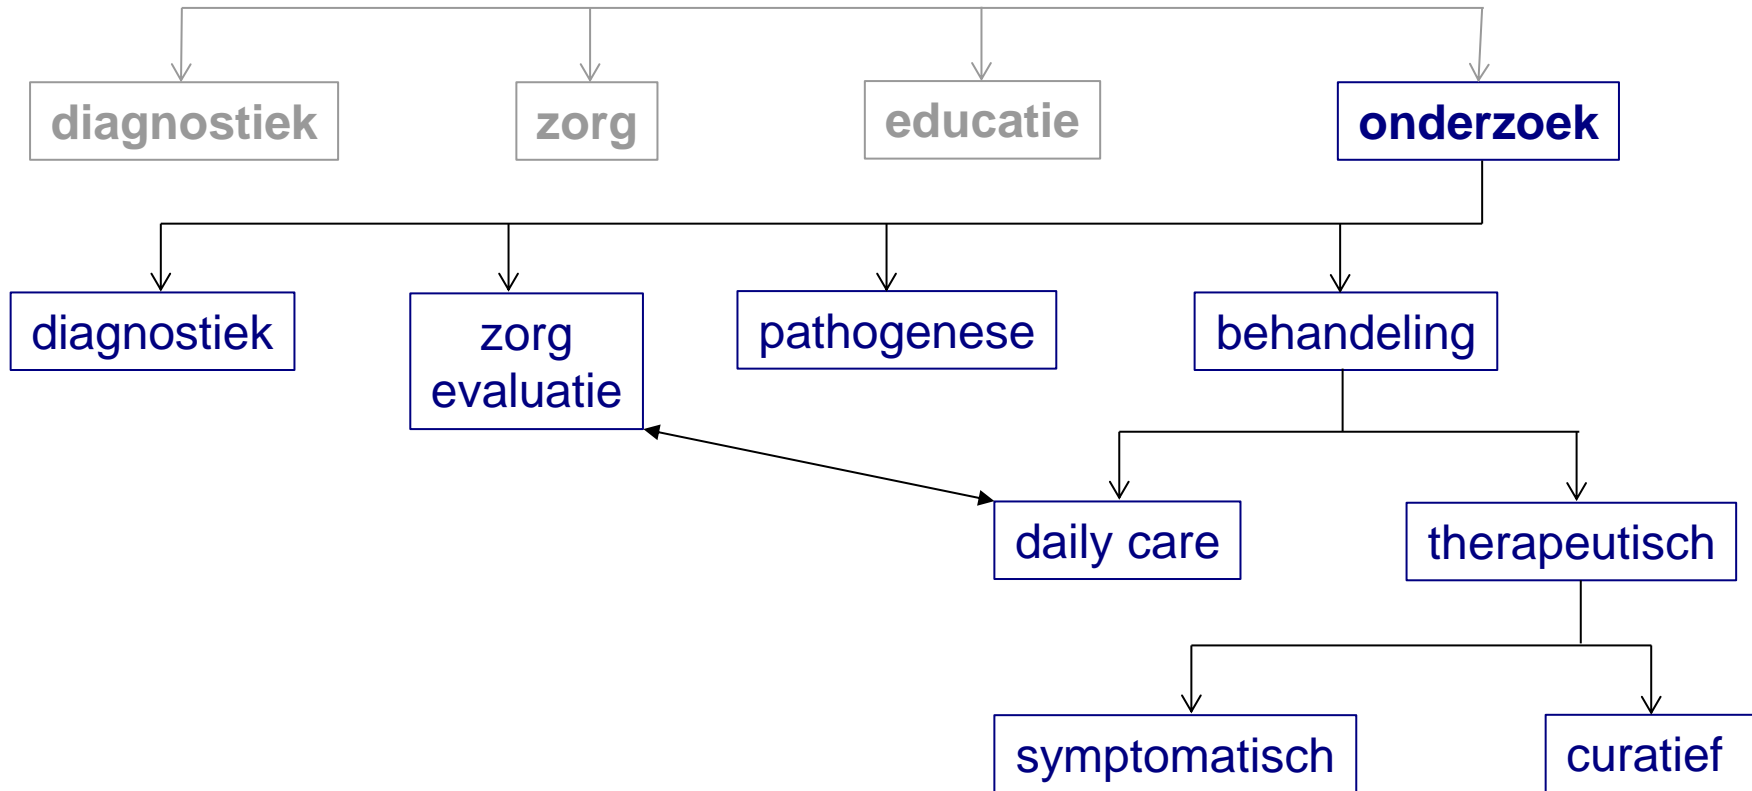 diagnostiek
zorg
educatie
onderzoek
diagnostiek
zorg
evaluatie
pathogenese
behandeling
daily care
therapeutisch
symptomatisch
curatief